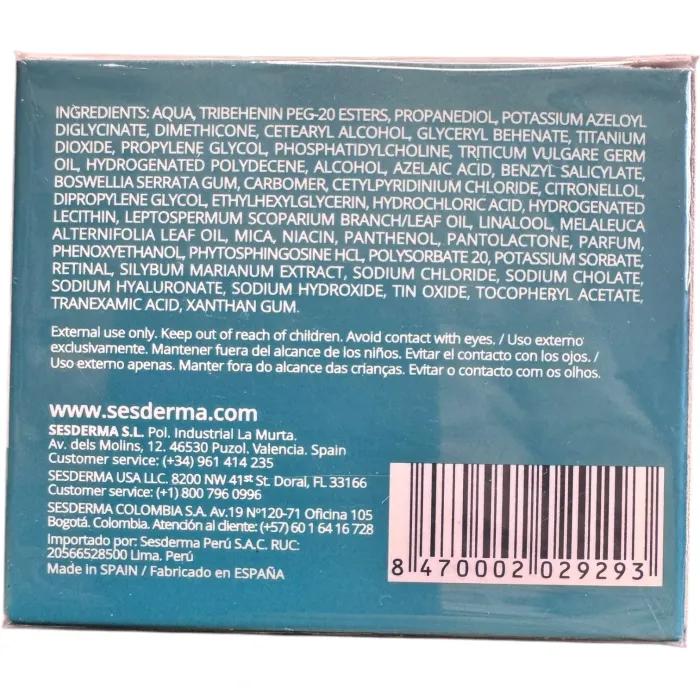 INGREDIENTS: AQUA, TRIBEHENIN PEG-20 ESTERS, PROPANEDIOL, POTASSIUM AZELOYL
DIGLYCINATE, DIMETHICONE, CETEARYL ALCOHOL, GLYCERYL BEHENATE, TITANIUM
DIOXIDE, PROPYLENE GLYCOL, PHOSPHATIDYLCHOLINE, TRITICUM VULGARE GERM
OIL, HYDROGENATED POLYDECENE, ALCOHOL, AZELAIC ACID, BENZYL SALICYLATE,
BOSWELLIA SERRATA GUM, CARBOMER, CETYLPYRIDINIUM CHLORIDE, CITRONELLOL,
DIPROPYLENE GLYCOL, ETHYLHEXYLGLYCERIN, HYDROCHLORIC ACID, HYDROGENATED
LECITHIN, LEPTOSPERMUM SCOPARIUM BRANCH/LEAF OIL, LINALOOL, MELALEUCA
ALTERNIFOLIA LEAF OIL, MICA, NIACIN, PANTHENOL, PANTOLACTONE, PARFUM,
PHENOXYETHANOL, PHYTOSPHINGOSINE HCL, POLYSORBATE 20, POTASSIUM SORBATE,
RETINAL, SILYBUM MARIANUM EXTRACT, SODIUM CHLORIDE, SODIUM CHOLATE,
SODIUM HYALURONATE, SODIUM HYDROXIDE, TIN OXIDE, TOCOPHERYL ACETATE,
TRANEXAMIC ACID, XANTHAN GUM.
External use only. Keep out of reach of children. Avoid contact with eyes. / Uso externo
exclusivamente. Mantener fuera del alcance de los niños. Evitar el contacto con los ojos. /
Uso externo apenas. Manter fora do alcance das crianças. Evitar o contacto com os olhos.
www.sesderma.com
SESDERMA S.L. Pol. Industrial La Murta.
Av. dels Molins, 12. 46530 Puzol. Valencia. Spain
Customer service: (+34) 961 414 235
SESDERMA USA LLC. 8200 NW 41st St. Doral, FL 33166
Customer service: (+1) 800 796 0996
SESDERMA COLOMBIA S.A. Av.19 Nº120-71 Oficina 105
Bogotá. Colombia. Atención al cliente: (+57) 60 1 64 16 728
Importado por: Sesderma Perú S.A.C. RUC:
20566528500 Lima. Perú
Made in SPAIN / Fabricado en ESPAÑA
8 470002 029293